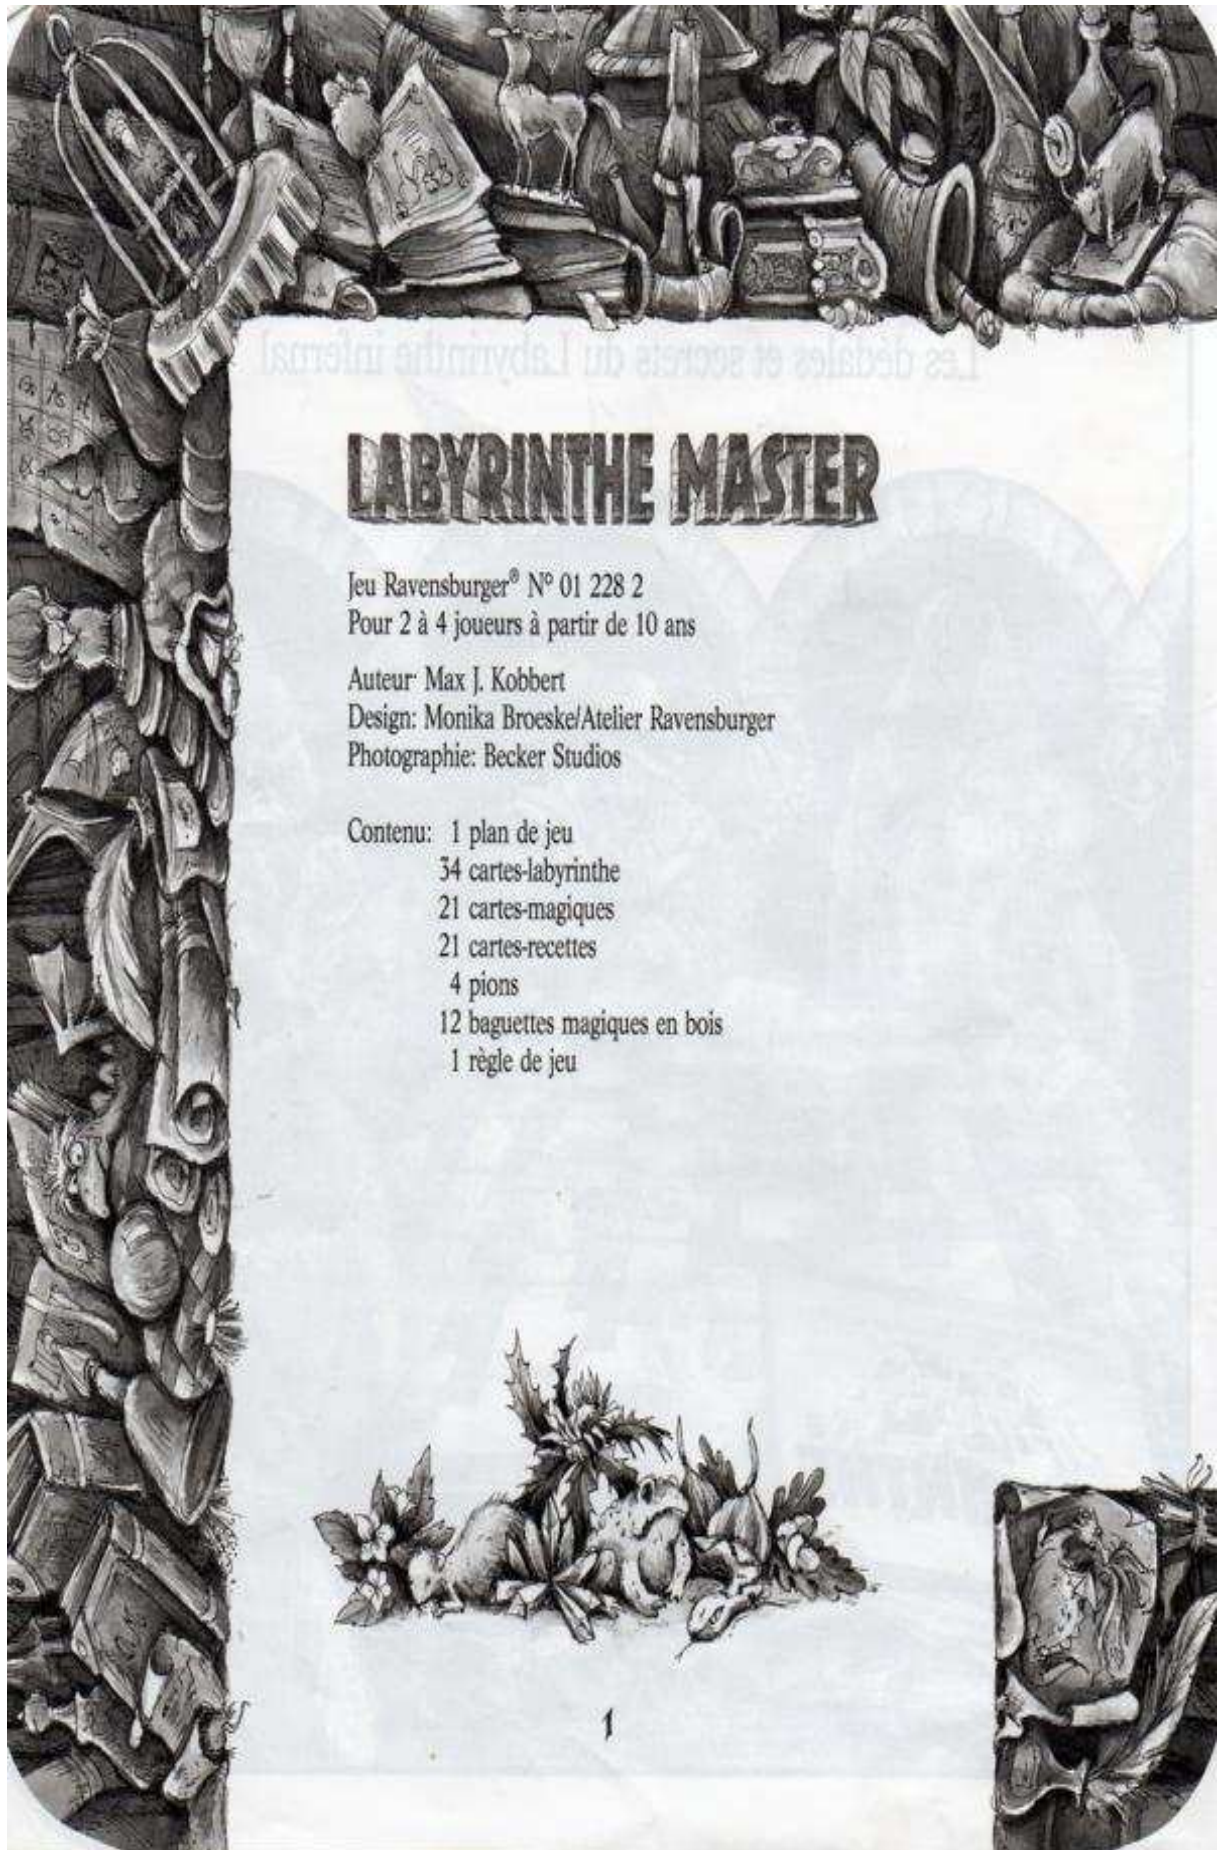 Les dédales et secrets du Labyrinthe infernal
LABYRINTHE MASTER
Jeu Ravensburger® Nº 01 228 2
Pour 2 à 4 joueurs à partir de 10 ans
Auteur: Max J. Kobbert
Design: Monika Broeske/Atelier Ravensburger
Photographie: Becker Studios
Contenu: 1 plan de jeu
34 cartes-labyrinthe
21 cartes-magiques
21 cartes-recettes
4 pions
12 baguettes magiques en bois
1 règle de jeu
1